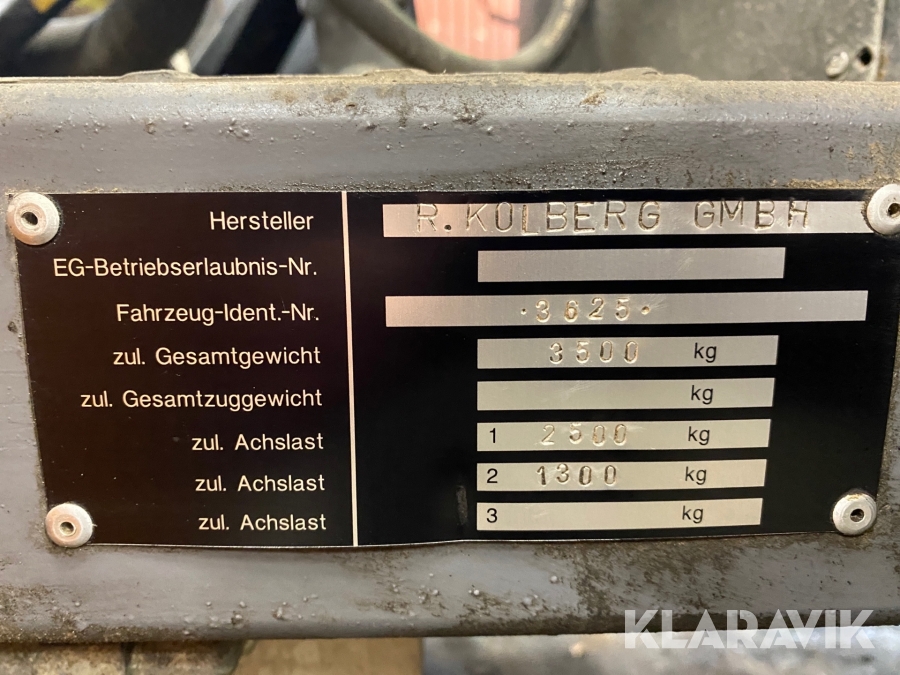 Hersteller R. KOLBERG GMBH
EG-Betriebserlaubnis-Nr.
Fahrzeug-Ident.-Nr. ·3625·
zul. Gesamtgewicht 3500 kg
zul. Gesamtzuggewicht kg
zul. Achslast 1 2500 kg
zul. Achslast 2 1300 kg
zul. Achslast 3 kg
KLARAVIK